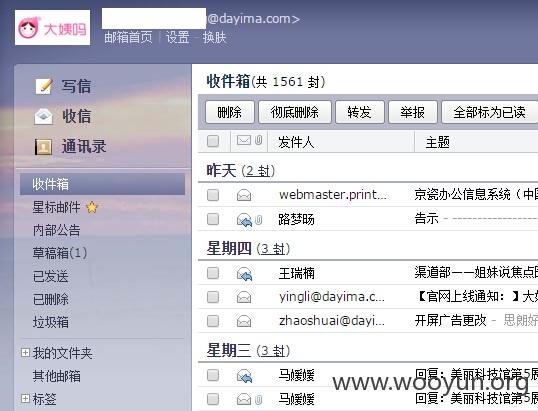 大姨吗
@dayima.com>
邮箱首页 | 设置 - 换肤
写信
收信
通讯录
收件箱
星标邮件
内部公告
草稿箱(1)
已发送
已删除
垃圾箱
我的文件夹
其他邮箱
标签
收件箱(共 1561 封)
删除 彻底删除 转发 举报 全部标为已读
发件人 主题
昨天 (2 封)
webmaster.print... 京瓷办公信息系统（中国
路梦旸 告示 - --------------------
星期四 (3 封)
王瑞楠 渠道部一一姐妹说焦点图
yingli@dayima.c... 【官网上线通知：】大姨
zhaoshuai@dayi... 开屏广告更改 - 思朗好
星期三 (3 封)
马媛媛 回复：美丽科技馆第5展
马媛媛 回复：美丽科技馆第5展
www.wooyun.org